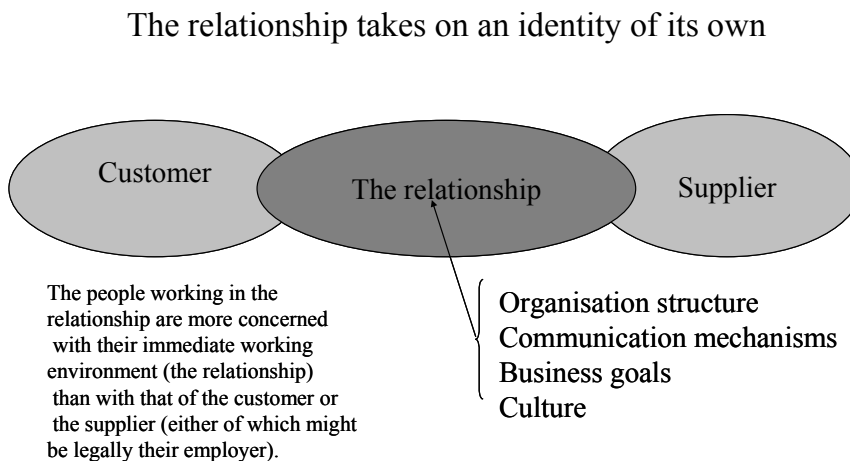 The relationship takes on an identity of its own
Customer
The relationship
Supplier
The people working in the
relationship are more concerned
with their immediate working
environment (the relationship)
than with that of the customer or
the supplier (either of which might
be legally their employer).
Organisation structure
Communication mechanisms
Business goals
Culture